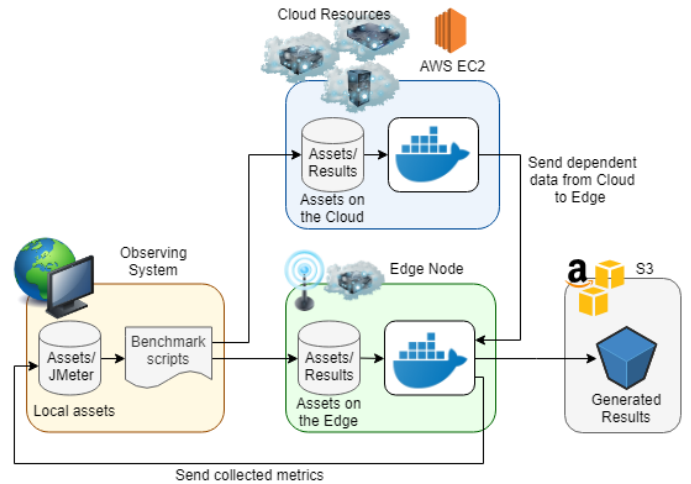 Cloud Resources
AWS EC2
Assets/
Results
Assets on
the Cloud
Send dependent
data from Cloud
to Edge
Observing
System
Edge Node
a
S3
Assets/
JMeter
Benchmark
scripts
Local assets
Assets/
Results
Assets on
the Edge
Generated
Results
Send collected metrics